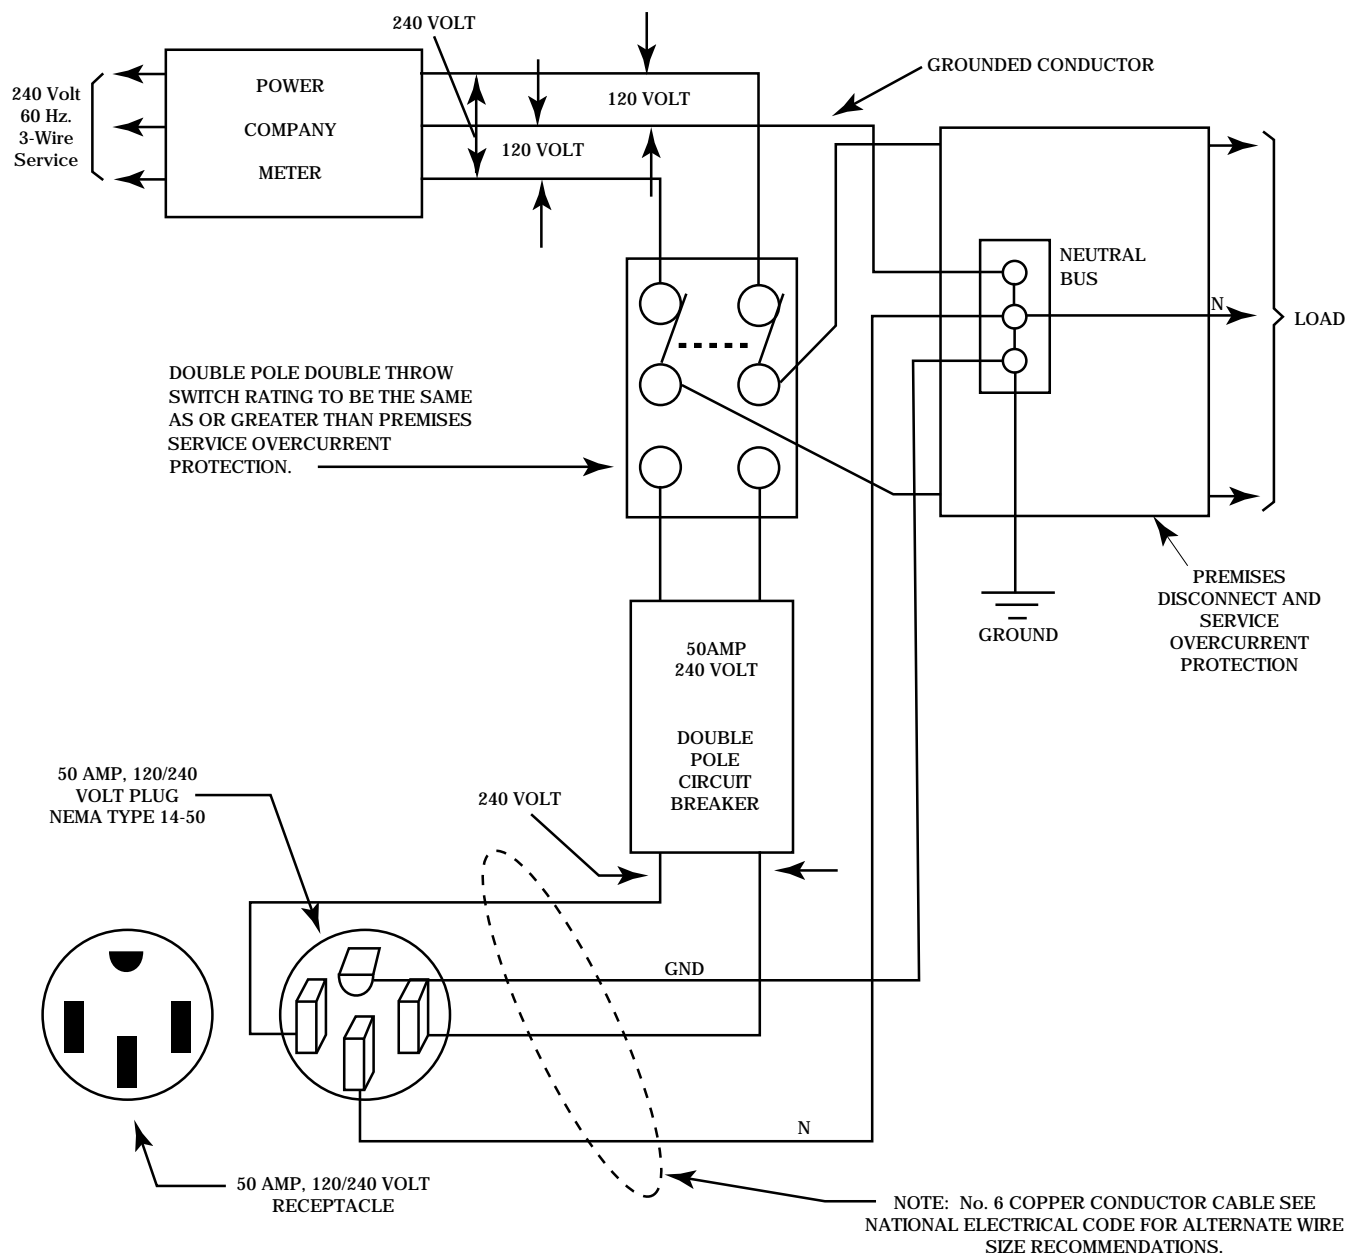 240 VOLT
GROUNDED CONDUCTOR
240 Volt
60 Hz.
3-Wire
Service
POWER
COMPANY
METER
120 VOLT
120 VOLT
NEUTRAL
BUS
N
LOAD
DOUBLE POLE DOUBLE THROW
SWITCH RATING TO BE THE SAME
AS OR GREATER THAN PREMISES
SERVICE OVERCURRENT
PROTECTION.
GROUND
PREMISES
DISCONNECT AND
SERVICE
OVERCURRENT
PROTECTION
50AMP
240 VOLT
DOUBLE
POLE
CIRCUIT
BREAKER
50 AMP, 120/240
VOLT PLUG
NEMA TYPE 14-50
240 VOLT
GND
N
50 AMP, 120/240 VOLT
RECEPTACLE
NOTE: No. 6 COPPER CONDUCTOR CABLE SEE
NATIONAL ELECTRICAL CODE FOR ALTERNATE WIRE
SIZE RECOMMENDATIONS.